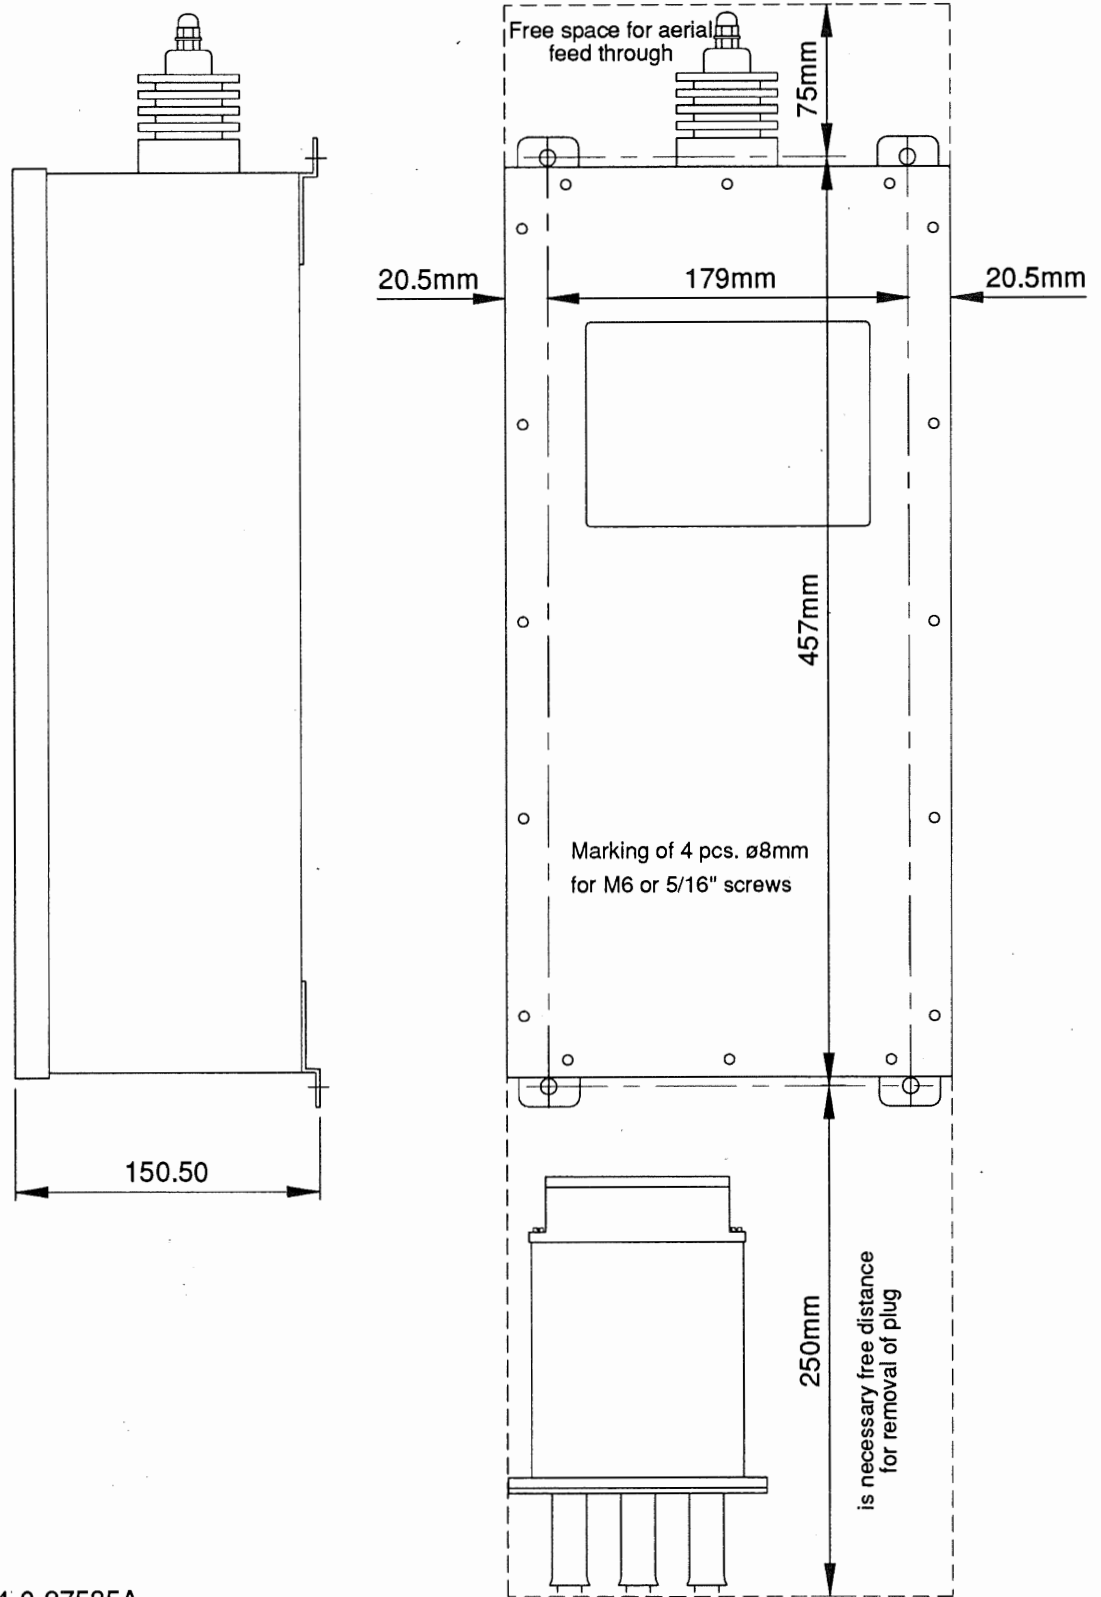 Free space for aerial
feed through
75mm
20.5mm
179mm
20.5mm
457mm
Marking of 4 pcs. ø8mm
for M6 or 5/16" screws
150.50
250mm
is necessary free distance
for removal of plug